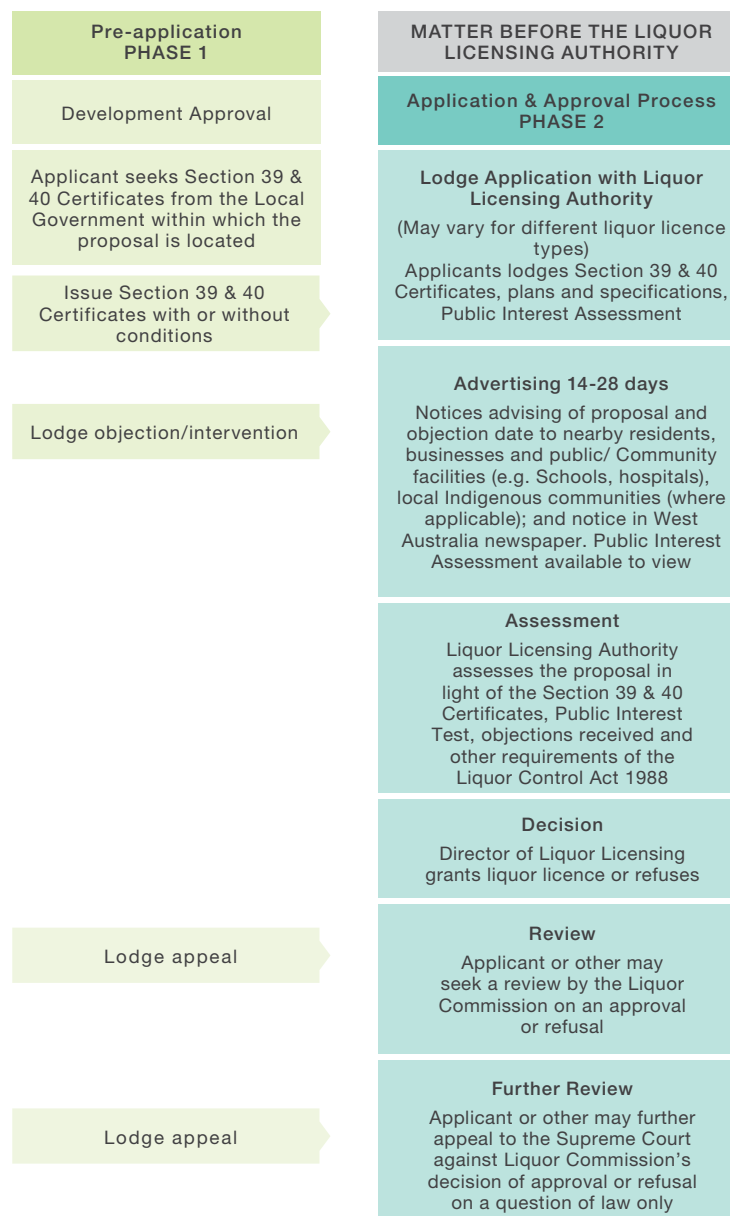 Pre-application
PHASE 1
Development Approval
Applicant seeks Section 39 &
40 Certificates from the Local
Government within which the
proposal is located
Issue Section 39 & 40
Certificates with or without
conditions
Lodge objection/intervention
Lodge appeal
Lodge appeal
MATTER BEFORE THE LIQUOR
LICENSING AUTHORITY
Application & Approval Process
PHASE 2
Lodge Application with Liquor
Licensing Authority
(May vary for different liquor licence
types)
Applicants lodges Section 39 & 40
Certificates, plans and specifications,
Public Interest Assessment
Advertising 14-28 days
Notices advising of proposal and
objection date to nearby residents,
businesses and public/ Community
facilities (e.g. Schools, hospitals),
local Indigenous communities (where
applicable); and notice in West
Australia newspaper. Public Interest
Assessment available to view
Assessment
Liquor Licensing Authority
assesses the proposal in
light of the Section 39 & 40
Certificates, Public Interest
Test, objections received and
other requirements of the
Liquor Control Act 1988
Decision
Director of Liquor Licensing
grants liquor licence or refuses
Review
Applicant or other may
seek a review by the Liquor
Commission on an approval
or refusal
Further Review
Applicant or other may further
appeal to the Supreme Court
against Liquor Commission's
decision of approval or refusal
on a question of law only